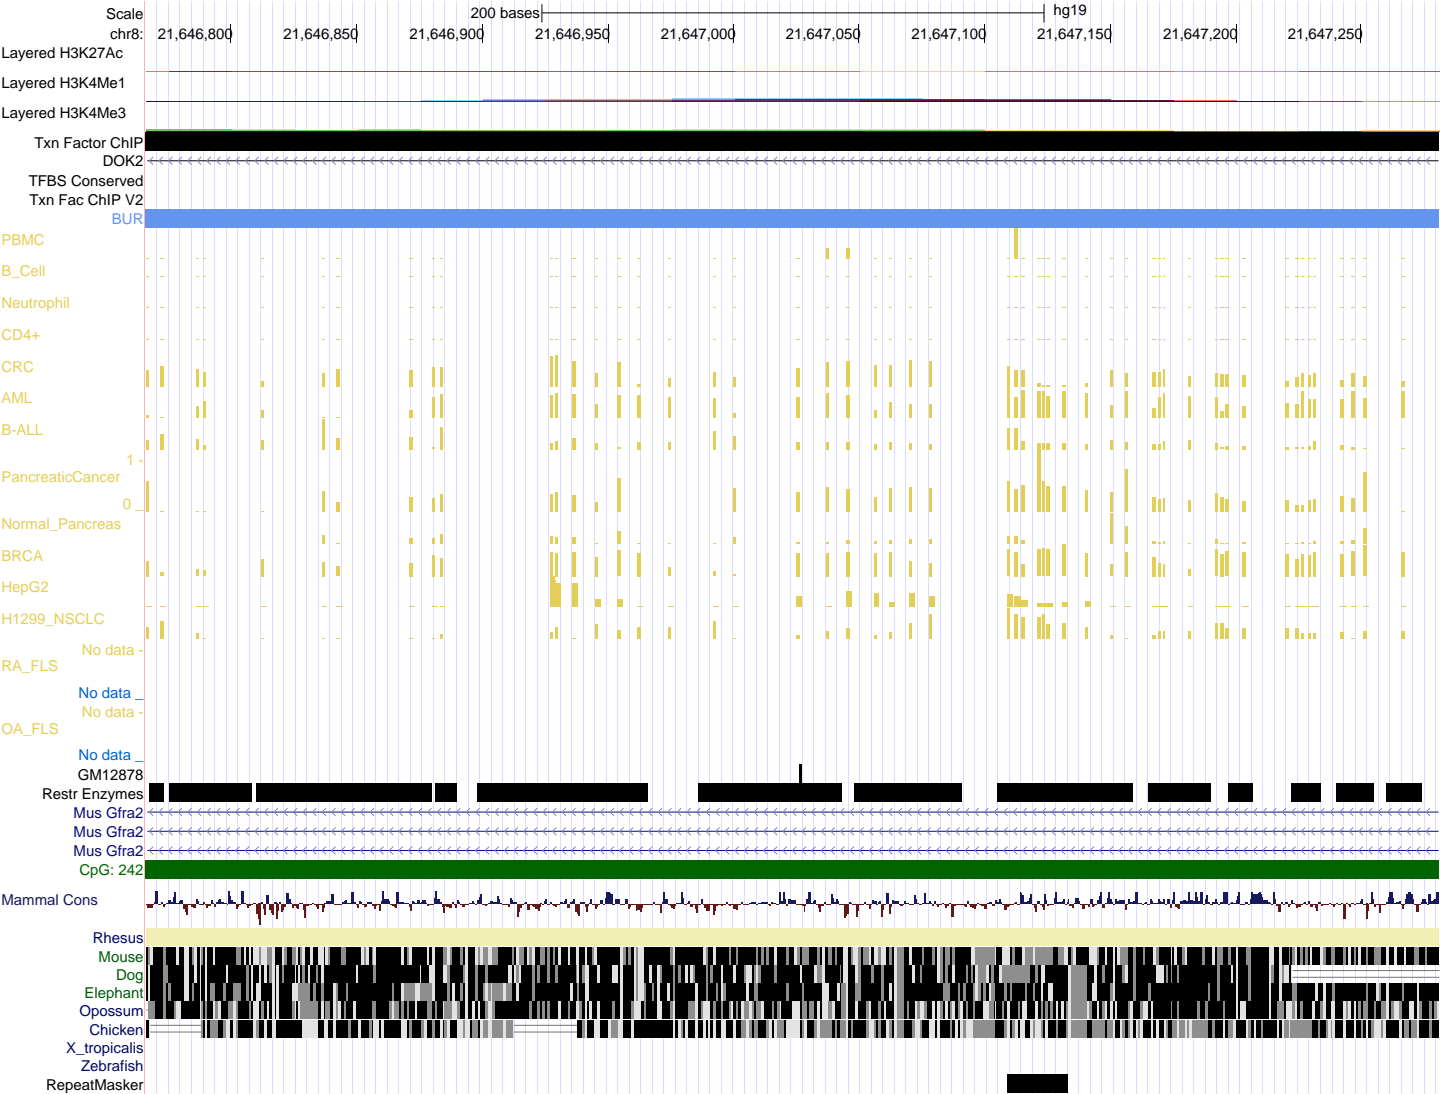 Scale 200 bases hg19
chr8: 21,646,800 21,646,850 21,646,900 21,646,950 21,647,000 21,647,050 21,647,100 21,647,150 21,647,200 21,647,250
Layered H3K27Ac
Layered H3K4Me1
Layered H3K4Me3
Txn Factor ChIP
DOK2
TFBS Conserved
Txn Fac ChIP V2
BUR
PBMC
B_Cell
Neutrophil
CD4+
CRC
AML
B-ALL
1 -
PancreaticCancer
0 _
Normal_Pancreas
BRCA
HepG2
H1299_NSCLC
No data -
RA_FLS
No data _
No data -
OA_FLS
No data _
GM12878
Restr Enzymes
Mus Gfra2
Mus Gfra2
Mus Gfra2
CpG: 242
Mammal Cons
Rhesus
Mouse
Dog
Elephant
Opossum
Chicken
X_tropicalis
Zebrafish
RepeatMasker